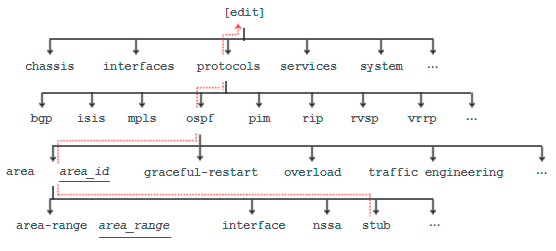 [edit]
chassis interfaces protocols services system ...
bgp isis mpls ospf pim rip rvsp vrrp ...
area area_id graceful-restart overload traffic engineering ...
area-range area_range interface nssa stub ...